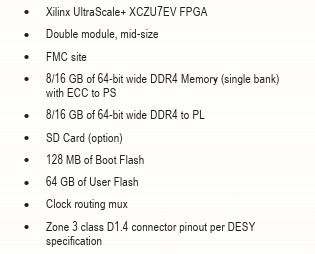 • Xilinx UltraScale+ XCZU7EV FPGA
• Double module, mid-size
• FMC site
• 8/16 GB of 64-bit wide DDR4 Memory (single bank)
with ECC to PS
• 8/16 GB of 64-bit wide DDR4 to PL
• SD Card (option)
• 128 MB of Boot Flash
• 64 GB of User Flash
• Clock routing mux
• Zone 3 class D1.4 connector pinout per DESY
specification